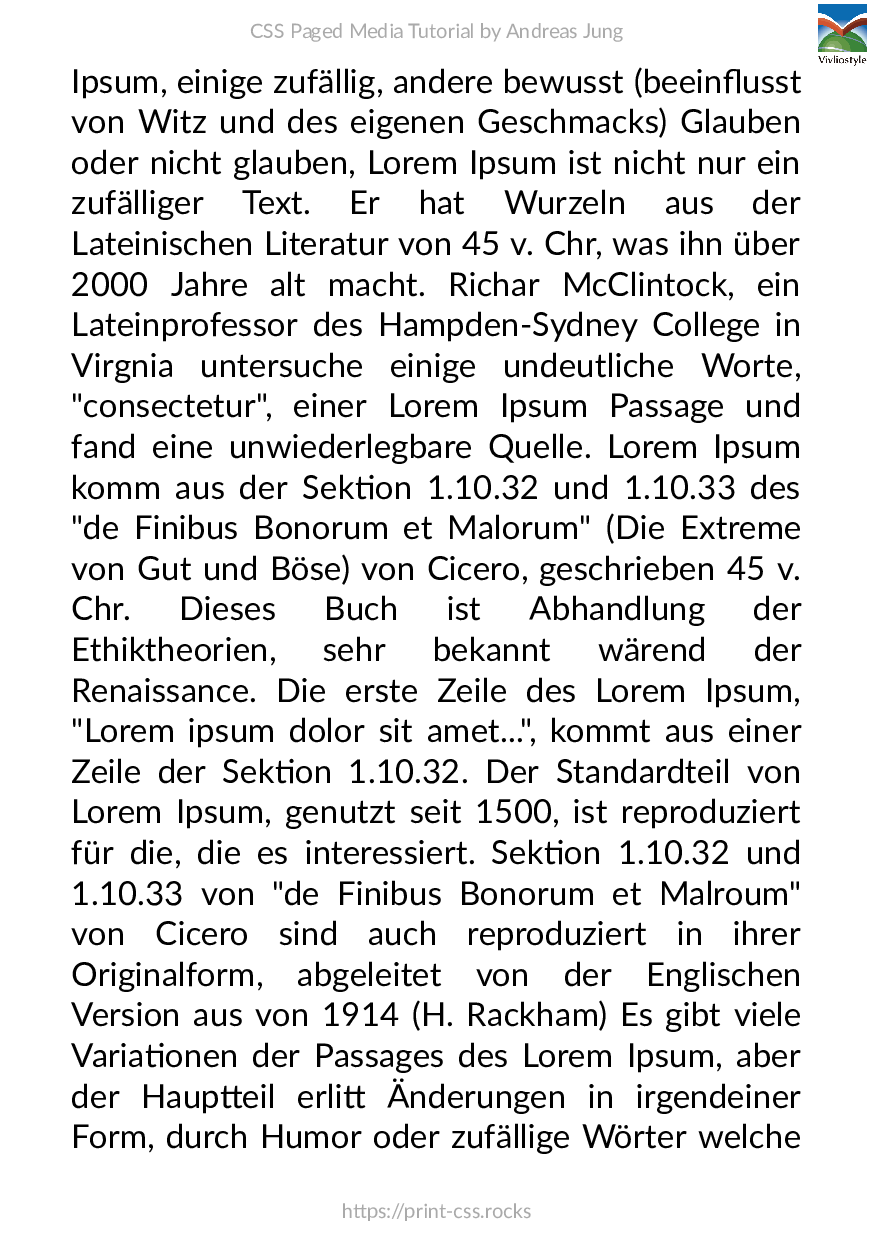 CSS Paged Media Tutorial by Andreas Jung
Vivliostyle
Ipsum, einige zufällig, andere bewusst (beeinflusst
von Witz und des eigenen Geschmacks) Glauben
oder nicht glauben, Lorem Ipsum ist nicht nur ein
zufälliger Text. Er hat Wurzeln aus der
Lateinischen Literatur von 45 v. Chr, was ihn über
2000 Jahre alt macht. Richar McClintock, ein
Lateinprofessor des Hampden-Sydney College in
Virgnia untersuche einige undeutliche Worte,
"consectetur", einer Lorem Ipsum Passage und
fand eine unwiederlegbare Quelle. Lorem Ipsum
komm aus der Sektion 1.10.32 und 1.10.33 des
"de Finibus Bonorum et Malorum" (Die Extreme
von Gut und Böse) von Cicero, geschrieben 45 v.
Chr. Dieses Buch ist Abhandlung der
Ethiktheorien, sehr bekannt wärend der
Renaissance. Die erste Zeile des Lorem Ipsum,
"Lorem ipsum dolor sit amet...", kommt aus einer
Zeile der Sektion 1.10.32. Der Standardteil von
Lorem Ipsum, genutzt seit 1500, ist reproduziert
für die, die es interessiert. Sektion 1.10.32 und
1.10.33 von "de Finibus Bonorum et Malroum"
von Cicero sind auch reproduziert in ihrer
Originalform, abgeleitet von der Englischen
Version aus von 1914 (H. Rackham) Es gibt viele
Variationen der Passages des Lorem Ipsum, aber
der Hauptteil erlitt Änderungen in irgendeiner
Form, durch Humor oder zufällige Wörter welche
https://print-css.rocks